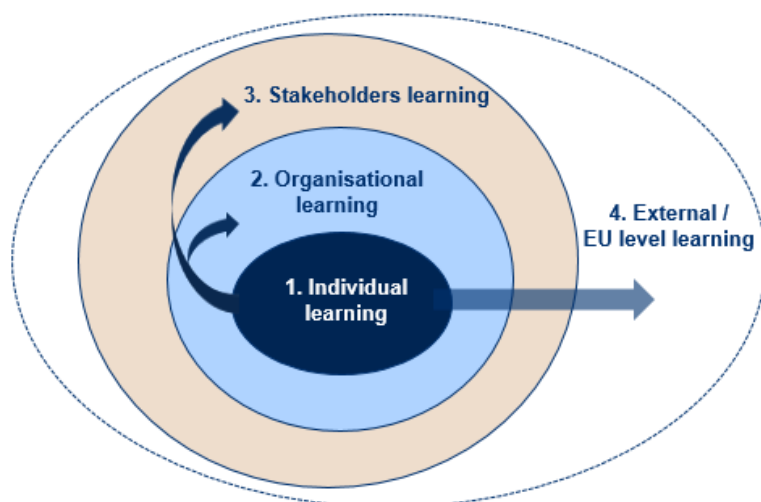 3. Stakeholders learning
2. Organisational
learning
4. External /
EU level learning
1. Individual
learning